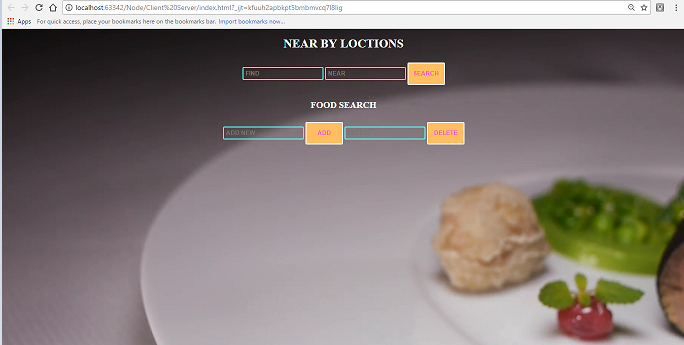 localhost:63342/Node/Client%20Server/index.html?_ijt=kfuuh2apbkpt5bmbmvcq7l8lig
Apps For quick access, place your bookmarks here on the bookmarks bar. Import bookmarks now...
NEAR BY LOCTIONS
FIND NEAR SEARCH
FOOD SEARCH
ADD NEW ADD DELETE